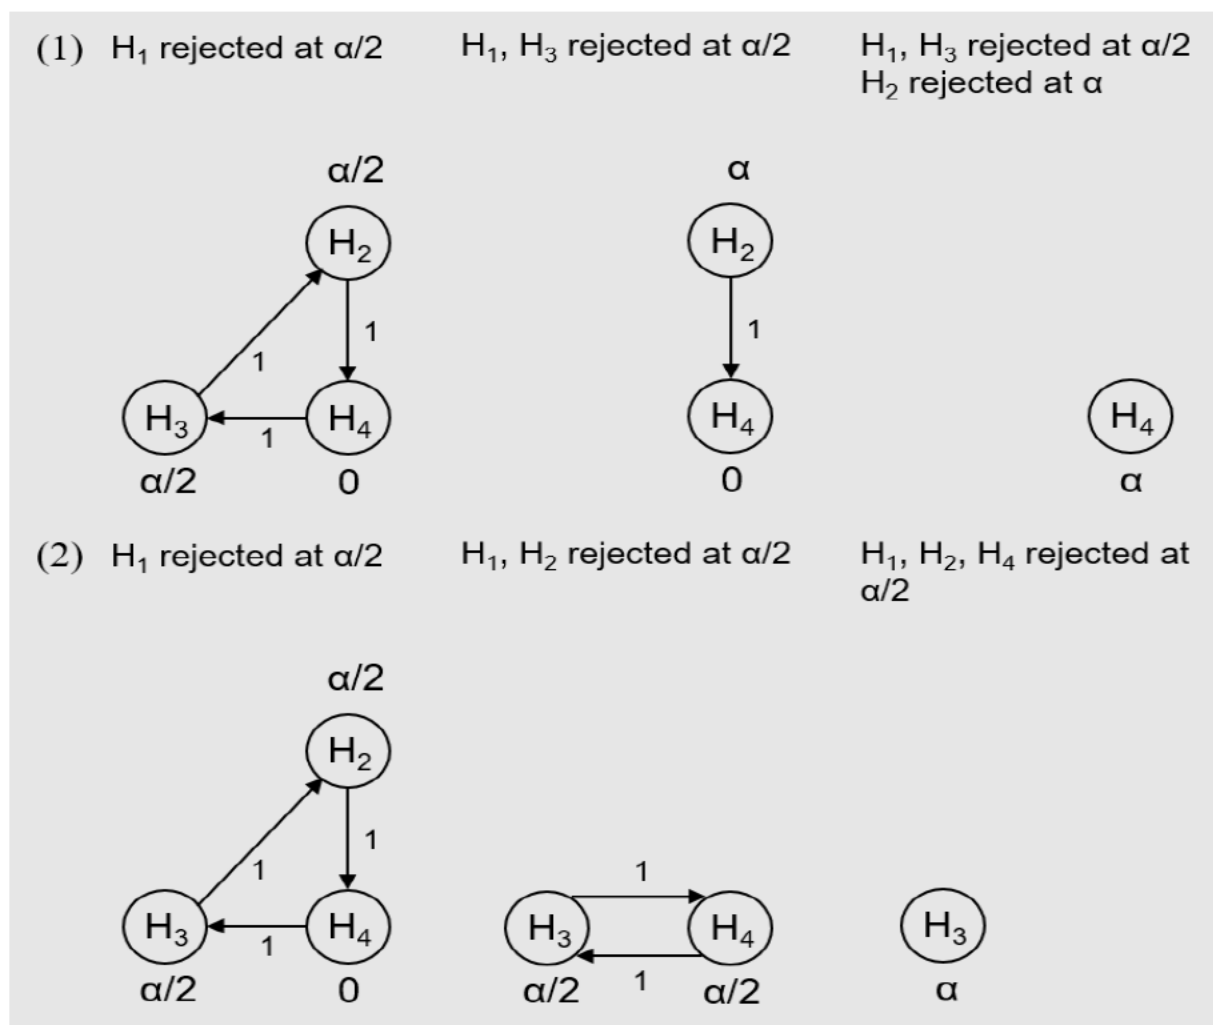 (1) H₁ rejected at α/2
H₁, H₃ rejected at α/2
H₁, H₃ rejected at α/2
H₂ rejected at α
α/2
H₂
1
1
H₃
H₄
1
α/2
0
α
H₂
1
H₄
0
H₄
α
(2) H₁ rejected at α/2
H₁, H₂ rejected at α/2
H₁, H₂, H₄ rejected at
α/2
α/2
H₂
1
1
H₃
H₄
1
α/2
0
1
H₃
H₄
1
α/2
α/2
H₃
α